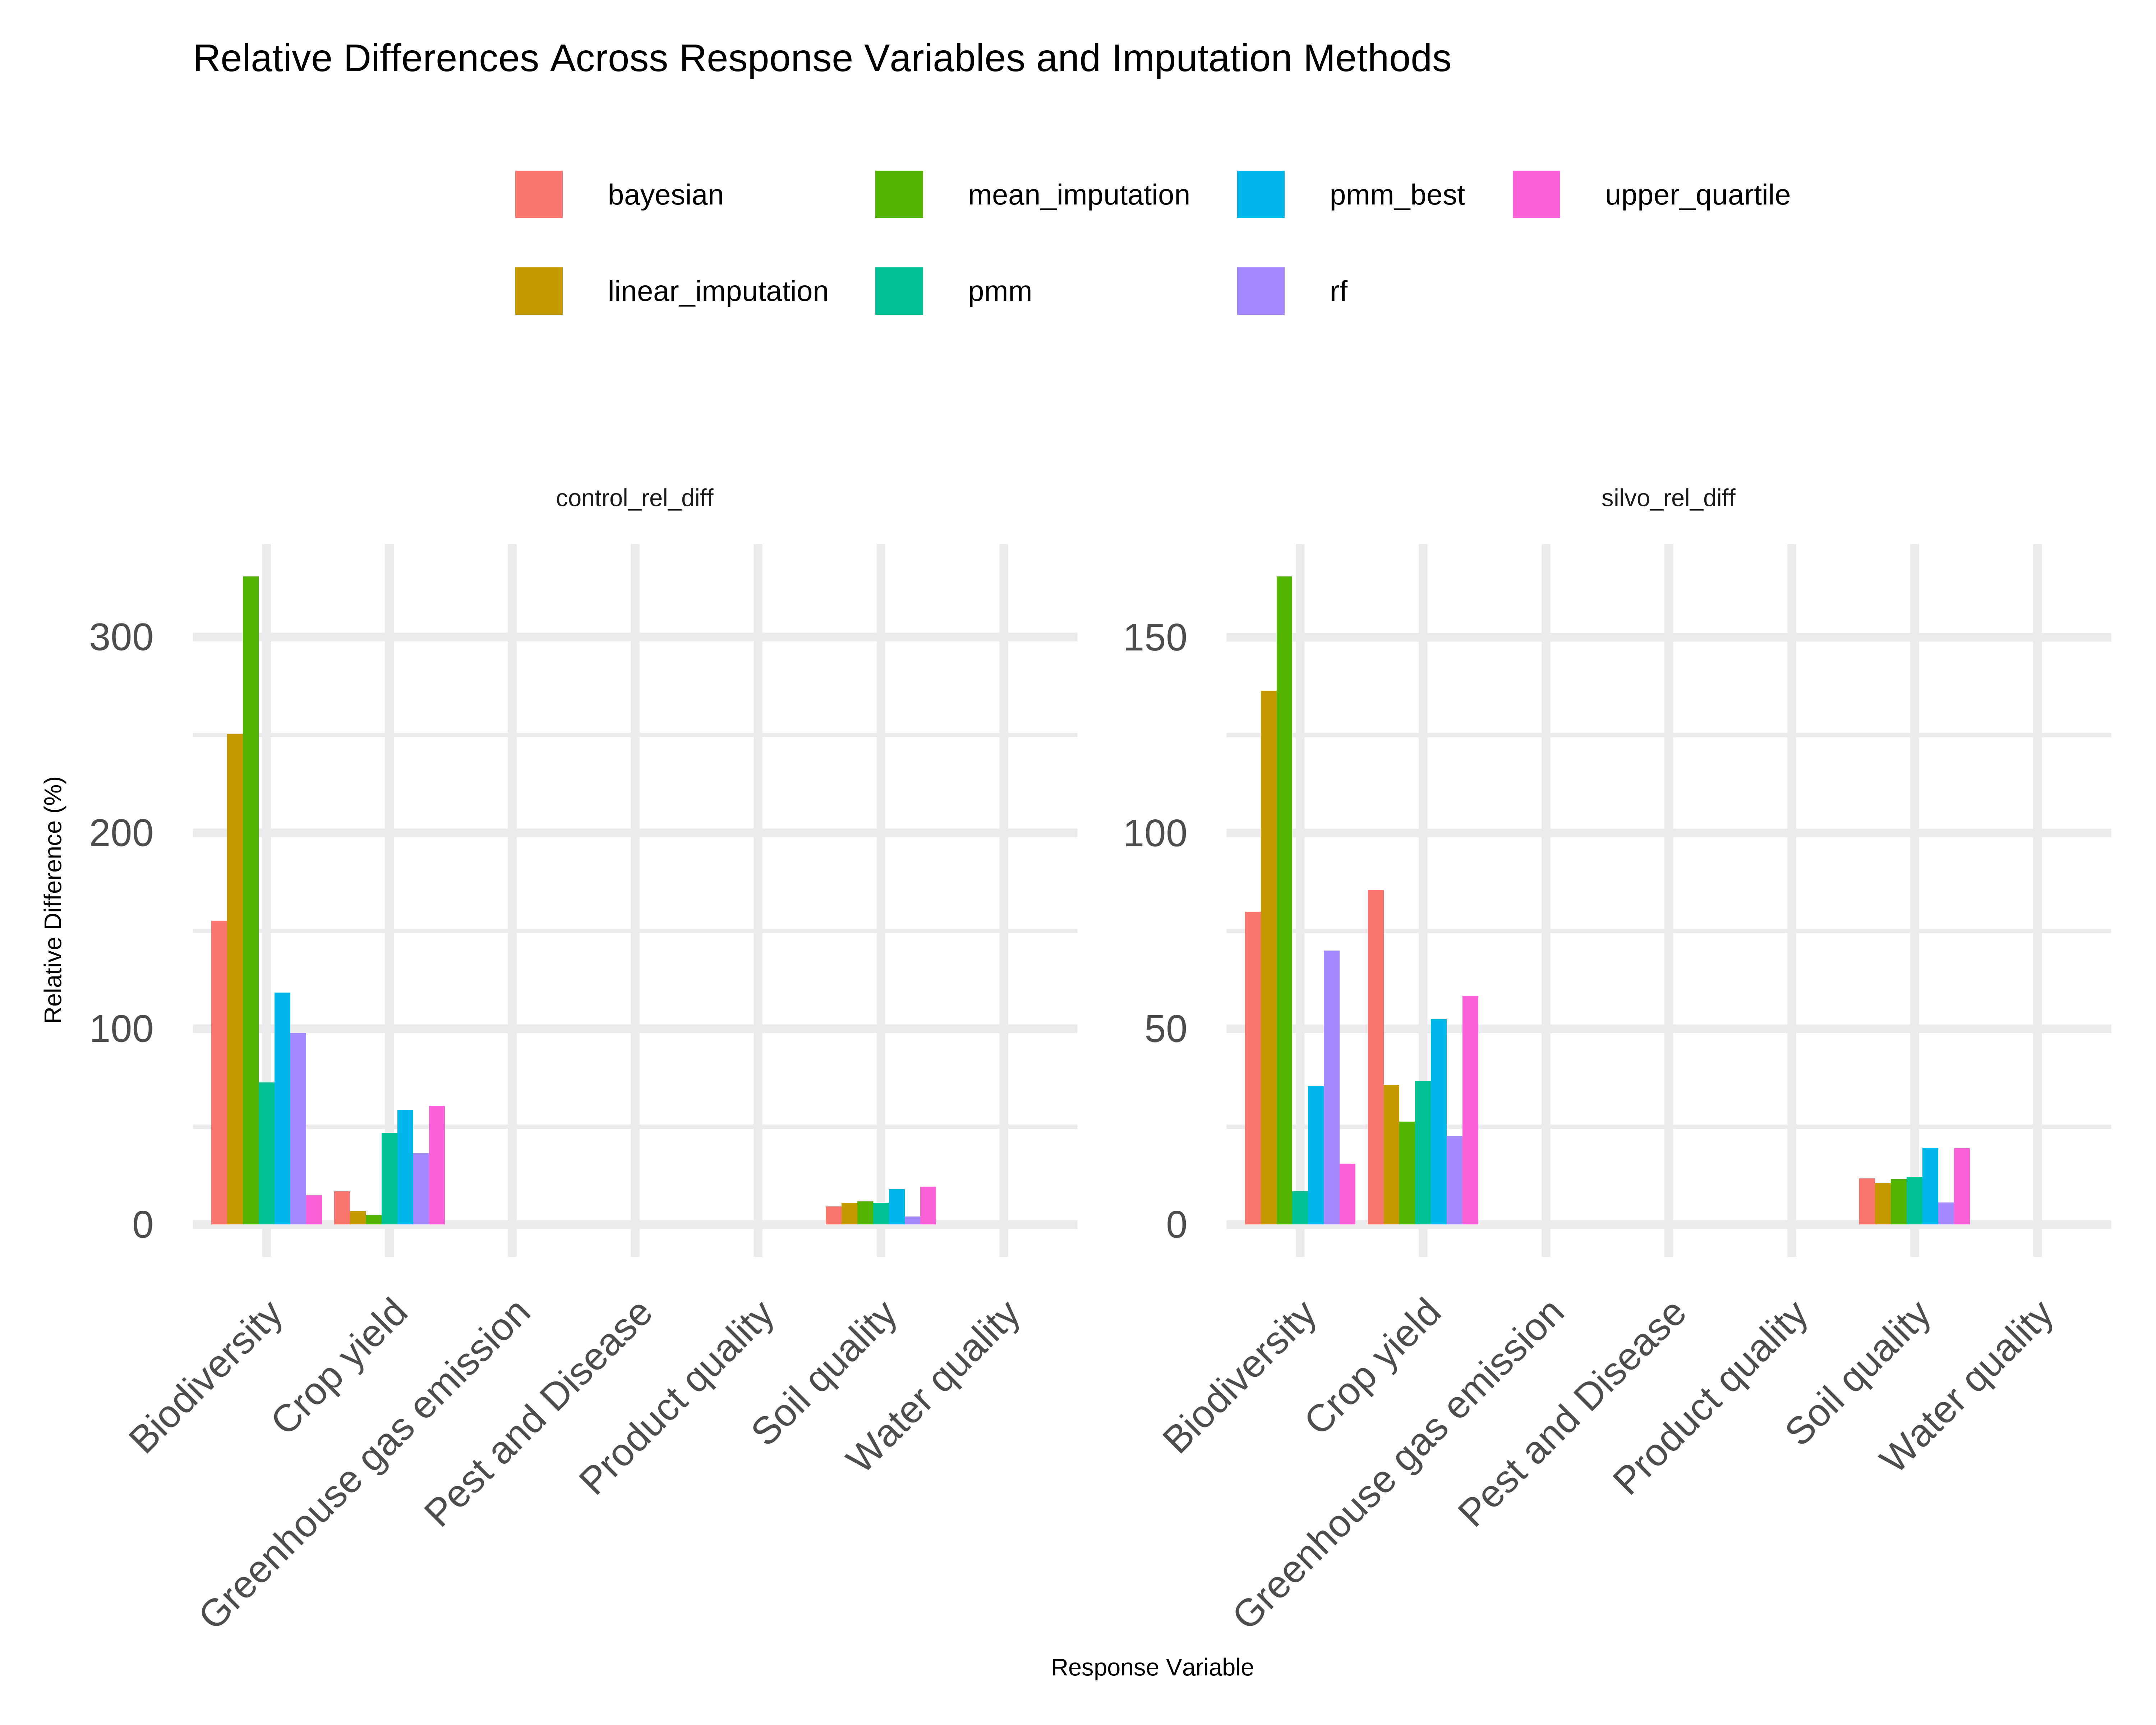 Relative Differences Across Response Variables and Imputation Methods
bayesian
mean_imputation
pmm_best
upper_quartile
linear_imputation
pmm
rf
control_rel_diff
silvo_rel_diff
Relative Difference (%)
300
200
100
0
150
100
50
0
Biodiversity
Crop yield
Greenhouse gas emission
Pest and Disease
Product quality
Soil quality
Water quality
Biodiversity
Crop yield
Greenhouse gas emission
Pest and Disease
Product quality
Soil quality
Water quality
Response Variable